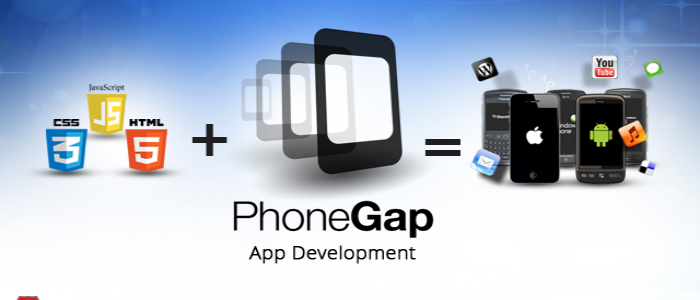 JavaScript
JS
CSS
3
HTML
5
+
=
PhoneGap
App Development
You
Tube